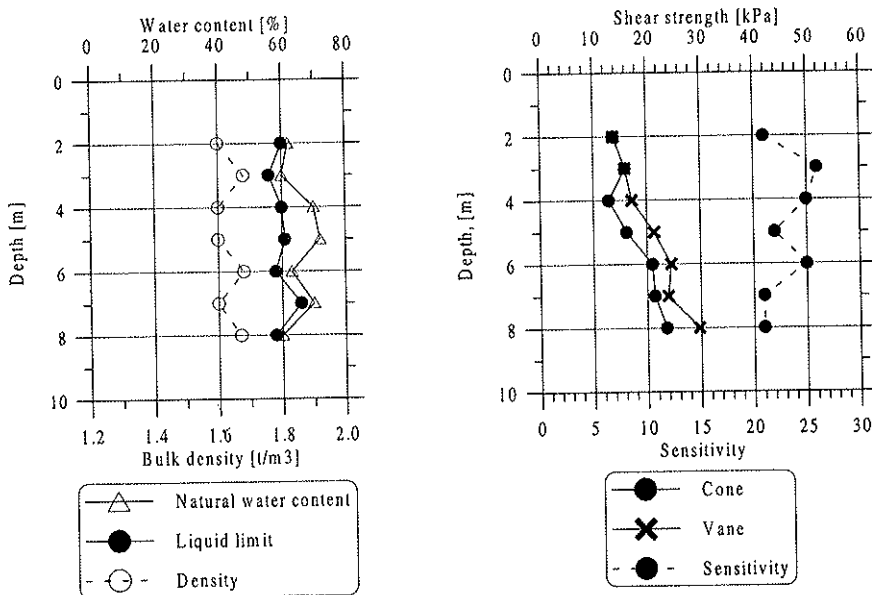 Water content [%]
0 20 40 60 80
0
2
4
6
8
10
Depth [m]
1.2 1.4 1.6 1.8 2.0
Bulk density [t/m3]
Natural water content
Liquid limit
Density
Shear strength [kPa]
0 10 20 30 40 50 60
0
2
4
6
8
10
Depth, [m]
0 5 10 15 20 25 30
Sensitivity
Cone
Vane
Sensitivity